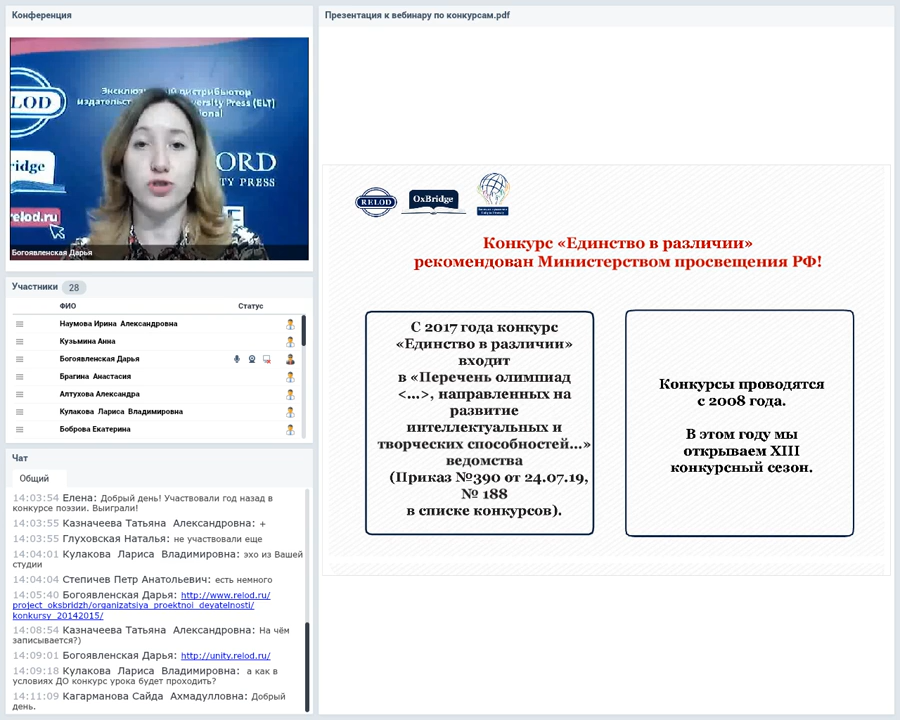 Конференция
RELOD
Эксклюзивный дистрибьютор
издательств
versity Press (ELT)
ional
ridge
ORD
TY PRESS
relod.ru
Богоявленская Дарья
Участники 28
ФИО Статус
Наумова Ирина Александровна
Кузьмина Анна
Богоявленская Дарья
Брагина Анастасия
Алтухова Александра
Кулакова Лариса Владимировна
Боброва Екатерина
Чат
Общий
14:03:54 Елена: Добрый день! Участвовали год назад в
конкурсе поэзии. Выиграли!
14:03:55 Казначеева Татьяна Александровна: +
14:03:55 Глуховская Наталья: не участвовали еще
14:04:01 Кулакова Лариса Владимировна: эхо из Вашей
студии
14:04:04 Степичев Петр Анатольевич: есть немного
14:05:40 Богоявленская Дарья: http://www.relod.ru/
project_oksbridzh/organizatsiya_proektnoi_deyatelnosti/
konkursy_20142015/
14:08:54 Казначеева Татьяна Александровна: На чём
записывается?)
14:09:01 Богоявленская Дарья: http://unity.relod.ru/
14:09:18 Кулакова Лариса Владимировна: а как в
условиях ДО конкурс урока будет проходить?
14:11:09 Кагарманова Сайда Ахмадулловна: Добрый
день.
Презентация к вебинару по конкурсам.pdf
RELOD
OxBridge
Конкурс «Единство в различии»
рекомендован Министерством просвещения РФ!
С 2017 года конкурс
«Единство в различии»
входит
в «Перечень олимпиад
<...>, направленных на
развитие
интеллектуальных и
творческих способностей...»
ведомства
(Приказ №390 от 24.07.19,
№ 188
в списке конкурсов).
Конкурсы проводятся
с 2008 года.
В этом году мы
открываем XIII
конкурсный сезон.